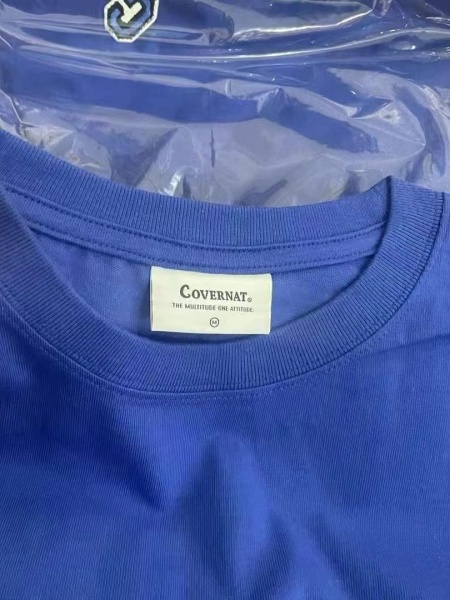 COVERNAT®
THE MULTITUDE ONE ATTITUDE.
M